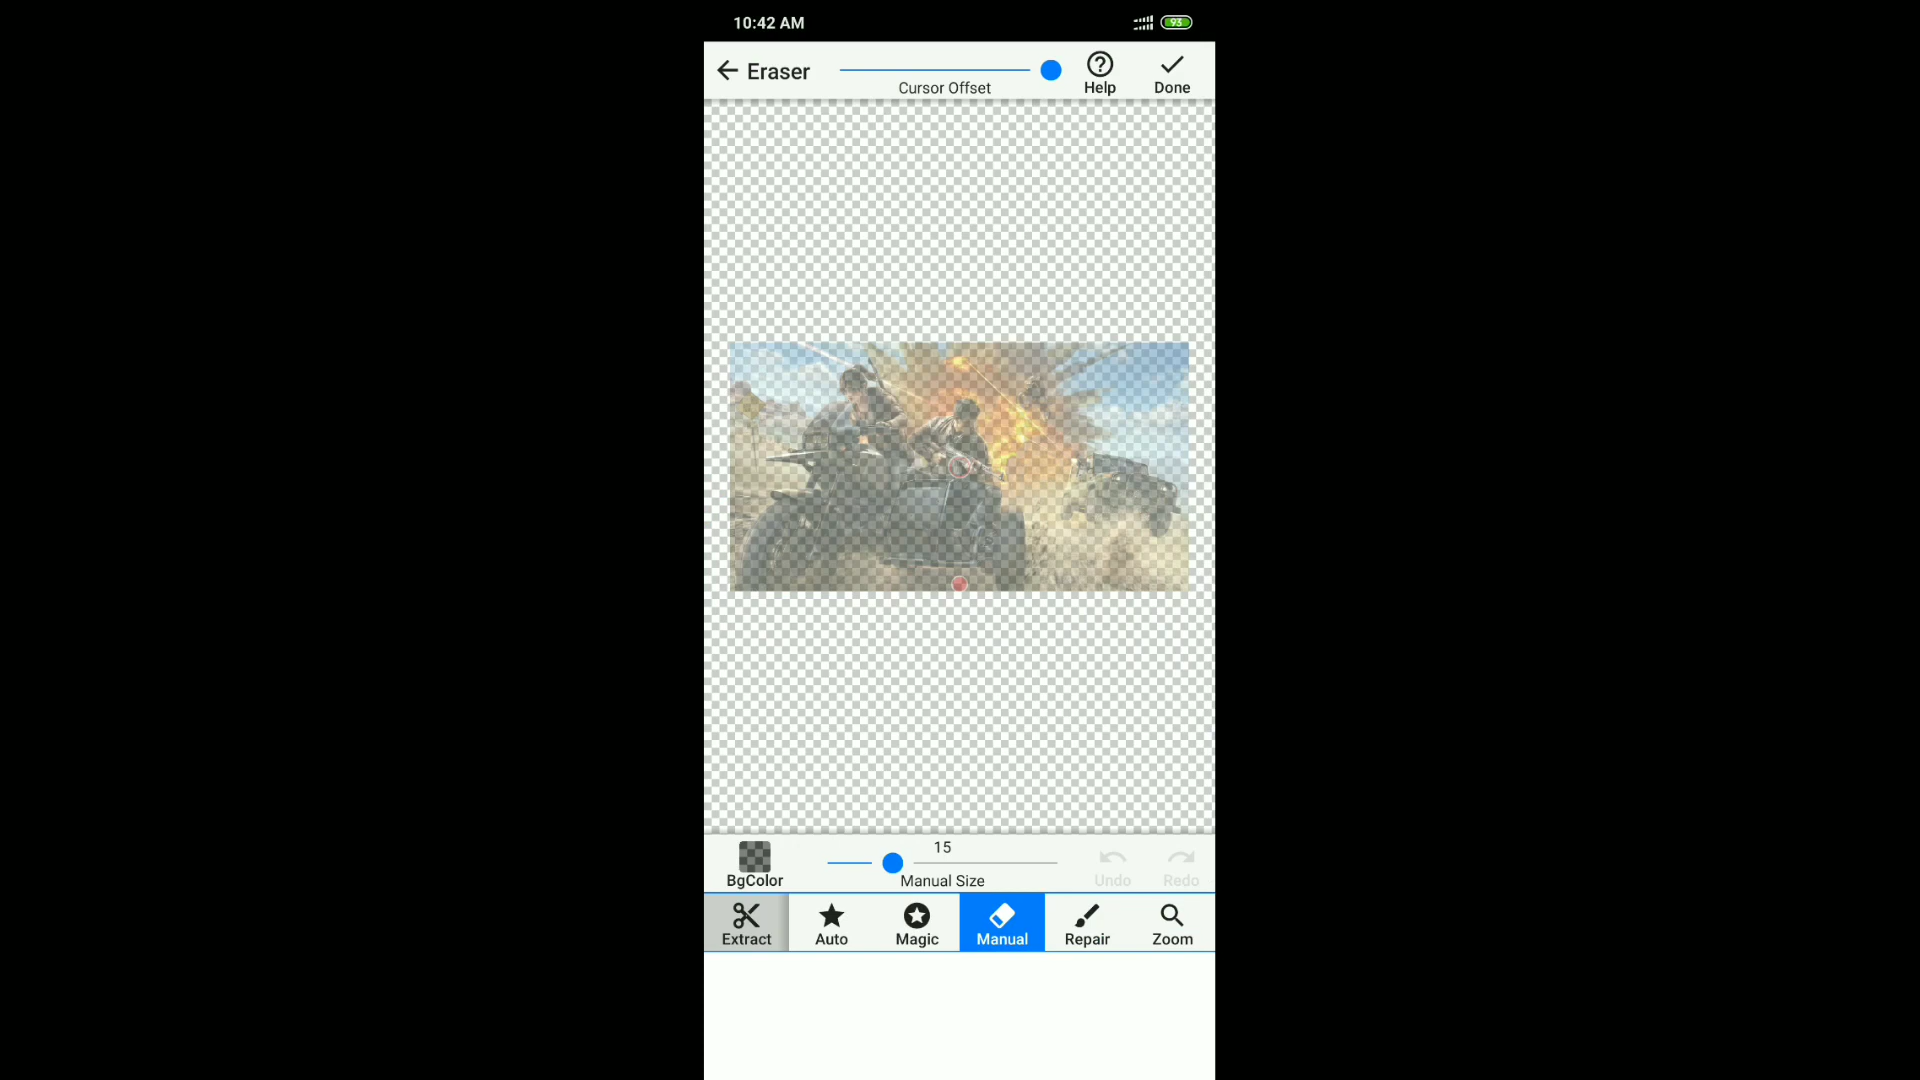 10:42 AM
93
Eraser
Cursor Offset
Help
Done
15
BgColor
Manual Size
Undo
Redo
Extract
Auto
Magic
Manual
Repair
Zoom